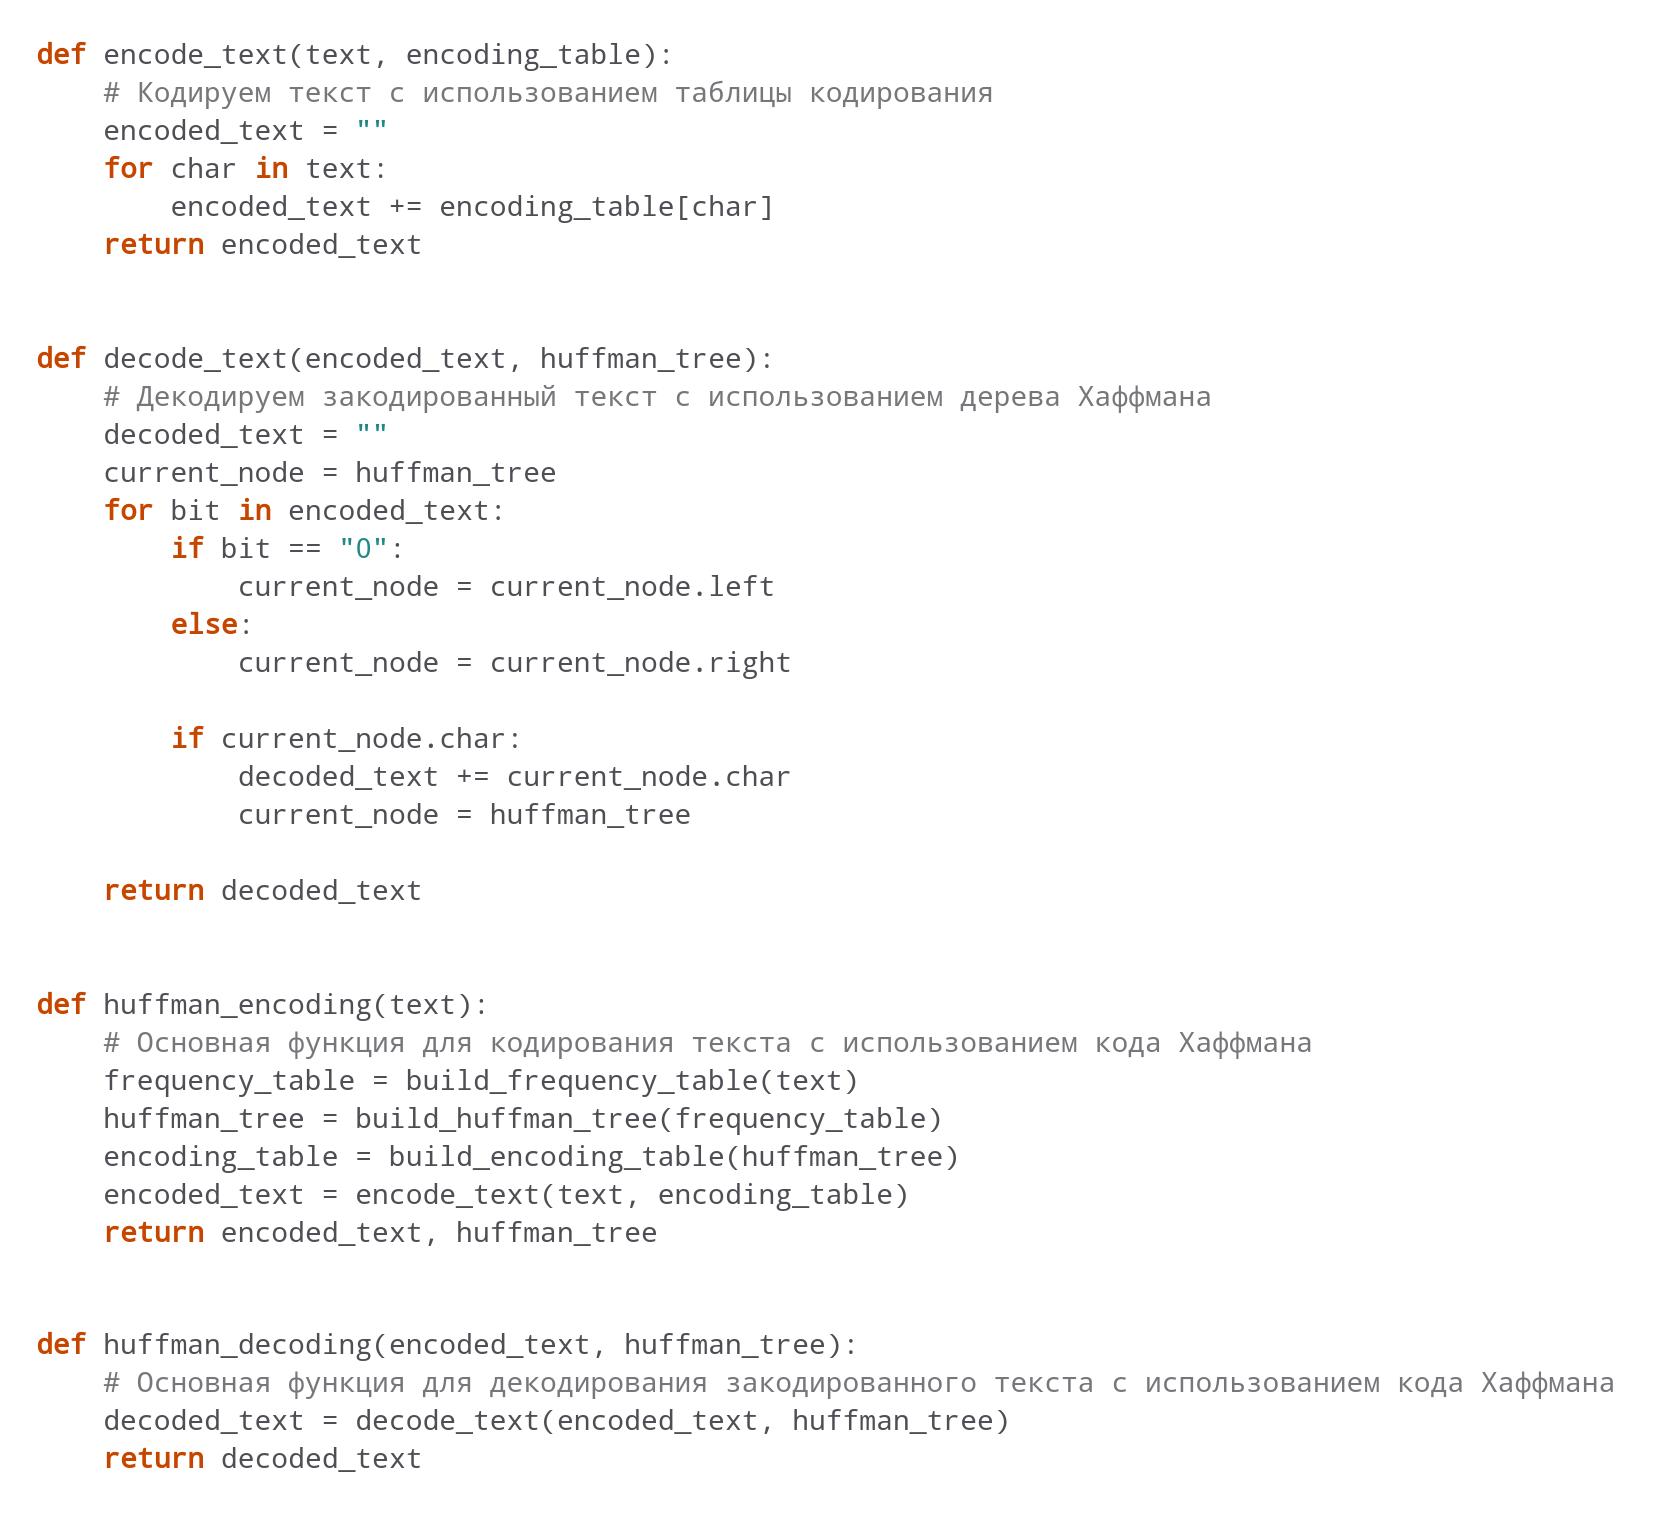 def encode_text(text, encoding_table):
    # Кодируем текст с использованием таблицы кодирования
    encoded_text = ""
    for char in text:
        encoded_text += encoding_table[char]
    return encoded_text
def decode_text(encoded_text, huffman_tree):
    # Декодируем закодированный текст с использованием дерева Хаффмана
    decoded_text = ""
    current_node = huffman_tree
    for bit in encoded_text:
        if bit == "0":
            current_node = current_node.left
        else:
            current_node = current_node.right
        if current_node.char:
            decoded_text += current_node.char
            current_node = huffman_tree
    return decoded_text
def huffman_encoding(text):
    # Основная функция для кодирования текста с использованием кода Хаффмана
    frequency_table = build_frequency_table(text)
    huffman_tree = build_huffman_tree(frequency_table)
    encoding_table = build_encoding_table(huffman_tree)
    encoded_text = encode_text(text, encoding_table)
    return encoded_text, huffman_tree
def huffman_decoding(encoded_text, huffman_tree):
    # Основная функция для декодирования закодированного текста с использованием кода Хаффмана
    decoded_text = decode_text(encoded_text, huffman_tree)
    return decoded_text